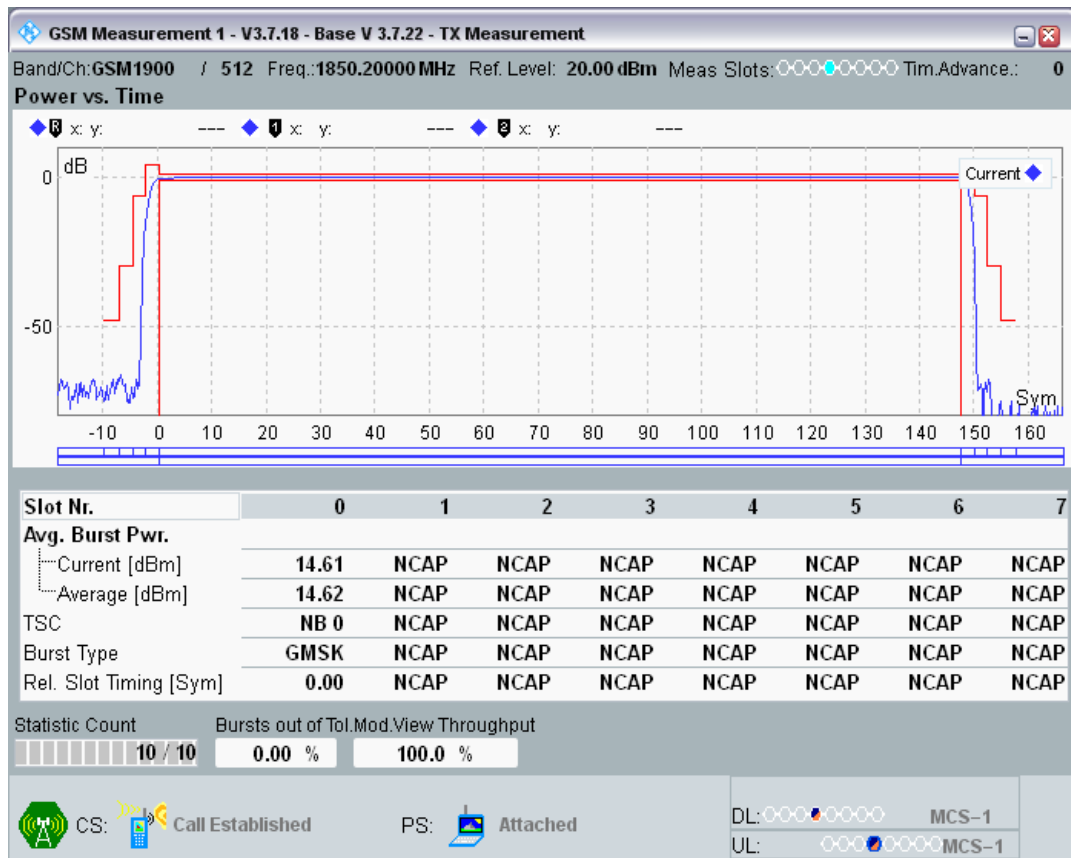 GSM Measurement 1 - V3.7.18 - Base V 3.7.22 - TX Measurement
Band/Ch:GSM1900 / 512 Freq.:1850.20000 MHz Ref. Level: 20.00 dBm Meas Slots: Tim.Advance.: 0
Power vs. Time
R x: y: --- 1 x: y: --- 2 x: y: ---
dB
0
Current
-50
Sym
-10 0 10 20 30 40 50 60 70 80 90 100 110 120 130 140 150 160
Slot Nr. 0 1 2 3 4 5 6 7
Avg. Burst Pwr.
Current [dBm] 14.61 NCAP NCAP NCAP NCAP NCAP NCAP NCAP
Average [dBm] 14.62 NCAP NCAP NCAP NCAP NCAP NCAP NCAP
TSC NB 0 NCAP NCAP NCAP NCAP NCAP NCAP NCAP
Burst Type GMSK NCAP NCAP NCAP NCAP NCAP NCAP NCAP
Rel. Slot Timing [Sym] 0.00 NCAP NCAP NCAP NCAP NCAP NCAP NCAP
Statistic Count Bursts out of Tol. Mod.View Throughput
10 / 10 0.00 % 100.0 %
CS: Call Established PS: Attached
DL: MCS-1
UL: MCS-1